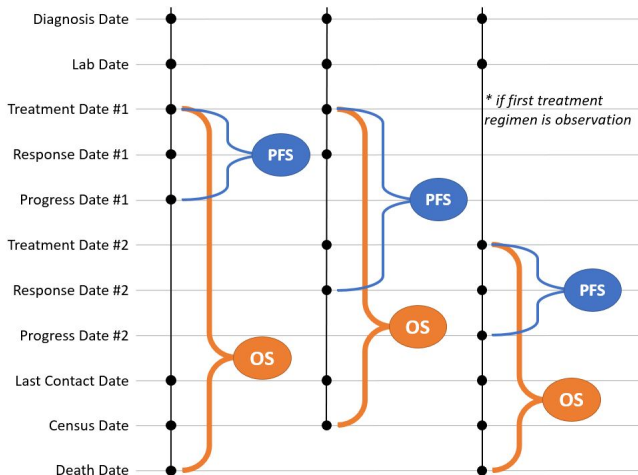 Diagnosis Date
Lab Date
Treatment Date #1
* if first treatment
regimen is observation
Response Date #1
PFS
Progress Date #1
PFS
Treatment Date #2
Response Date #2
PFS
Progress Date #2
OS
OS
Last Contact Date
OS
Census Date
Death Date